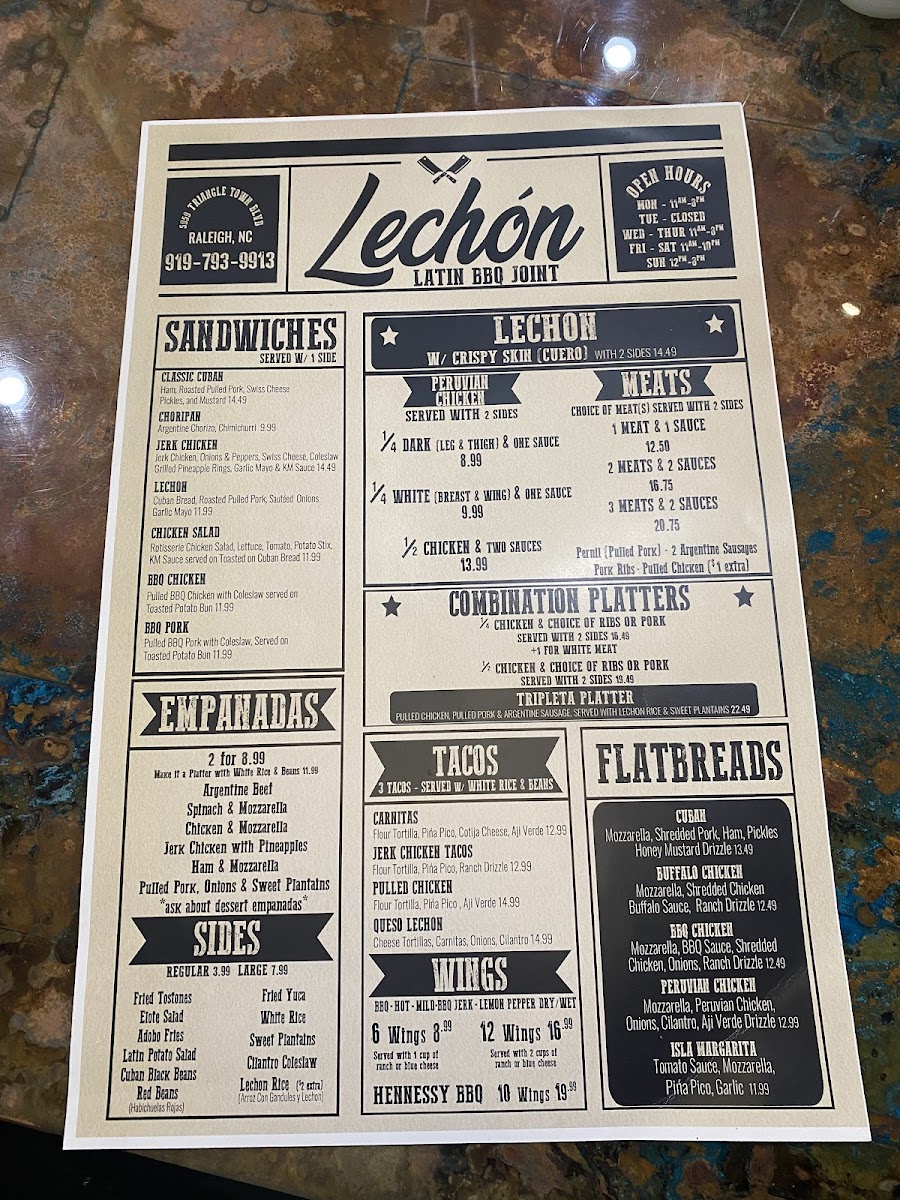 5959 TRIANGLE TOWN BLVD
RALEIGH, NC
919-793-9913
Lechón
LATIN BBQ JOINT
OPEN HOURS
MON - 11AM-8PM
TUE - CLOSED
WED - THUR 11AM-8PM
FRI - SAT 11AM-10PM
SUN 12PM-8PM
SANDWICHES
SERVED W/ 1 SIDE
CLASSIC CUBAN
Ham, Roasted Pulled Pork, Swiss Cheese
Pickles, and Mustard 14.49
CHORIPAN
Argentine Chorizo, Chimichurri 9.99
JERK CHICKEN
Jerk Chicken, Onions & Peppers, Swiss Cheese, Coleslaw
Grilled Pineapple Rings, Garlic Mayo & KM Sauce 14.49
LECHON
Cuban Bread, Roasted Pulled Pork, Sautéed Onions
Garlic Mayo 11.99
CHICKEN SALAD
Rotisserie Chicken Salad, Lettuce, Tomato, Potato Stix,
KM Sauce served on Toasted on Cuban Bread 11.99
BBQ CHICKEN
Pulled BBQ Chicken with Coleslaw served on
Toasted Potato Bun 11.99
BBQ PORK
Pulled BBQ Pork with Coleslaw, Served on
Toasted Potato Bun 11.99
EMPANADAS
2 for 8.99
Make it a Platter with White Rice & Beans 11.99
Argentine Beef
Spinach & Mozzarella
Chicken & Mozzarella
Jerk Chicken with Pineapples
Ham & Mozzarella
Pulled Pork, Onions & Sweet Plantains
*ask about dessert empanadas*
SIDES
REGULAR 3.99 LARGE 7.99
Fried Tostones
Elote Salad
Adobo Fries
Latin Potato Salad
Cuban Black Beans
Red Beans
(Habichuelas Rojas)
Fried Yuca
White Rice
Sweet Plantains
Cilantro Coleslaw
Lechon Rice ($2 extra)
(Arroz Con Gandules y Lechon)
LECHON
W/ CRISPY SKIN (CUERO) WITH 2 SIDES 14.49
PERUVIAN
CHICKEN
SERVED WITH 2 SIDES
1/4 DARK (LEG & THIGH) & ONE SAUCE
8.99
1/4 WHITE (BREAST & WING) & ONE SAUCE
9.99
1/2 CHICKEN & TWO SAUCES
13.99
MEATS
CHOICE OF MEAT(S) SERVED WITH 2 SIDES
1 MEAT & 1 SAUCE
12.50
2 MEATS & 2 SAUCES
16.75
3 MEATS & 2 SAUCES
20.75
Pernil (Pulled Pork) - 2 Argentine Sausages
Pork Ribs - Pulled Chicken ($1 extra)
COMBINATION PLATTERS
1/4 CHICKEN & CHOICE OF RIBS OR PORK
SERVED WITH 2 SIDES 16.49
+1 FOR WHITE MEAT
1/2 CHICKEN & CHOICE OF RIBS OR PORK
SERVED WITH 2 SIDES 19.49
TRIPLETA PLATTER
PULLED CHICKEN, PULLED PORK & ARGENTINE SAUSAGE, SERVED WITH LECHON RICE & SWEET PLANTAINS 22.49
TACOS
3 TACOS - SERVED W/ WHITE RICE & BEANS
CARNITAS
Flour Tortilla, Piña Pico, Cotija Cheese, Aji Verde 12.99
JERK CHICKEN TACOS
Flour Tortilla, Piña Pico, Ranch Drizzle 12.99
PULLED CHICKEN
Flour Tortilla, Piña Pico , Aji Verde 14.99
QUESO LECHON
Cheese Tortillas, Carnitas, Onions, Cilantro 14.99
WINGS
BBQ - HOT - MILD-BBQ JERK - LEMON PEPPER DRY/WET
6 Wings 8.99
Served with 1 cup of
ranch or blue cheese
12 Wings 16.99
Served with 2 cups of
ranch or blue cheese
HENNESSY BBQ 10 Wings 19.99
FLATBREADS
CUBAN
Mozzarella, Shredded Pork, Ham, Pickles
Honey Mustard Drizzle 13.49
BUFFALO CHICKEN
Mozzarella, Shredded Chicken
Buffalo Sauce, Ranch Drizzle 12.49
BBQ CHICKEN
Mozzarella, BBQ Sauce, Shredded
Chicken, Onions, Ranch Drizzle 12.49
PERUVIAN CHICKEN
Mozzarella, Peruvian Chicken,
Onions, Cilantro, Aji Verde Drizzle 12.99
ISLA MARGARITA
Tomato Sauce, Mozzarella,
Piña Pico, Garlic 11.99